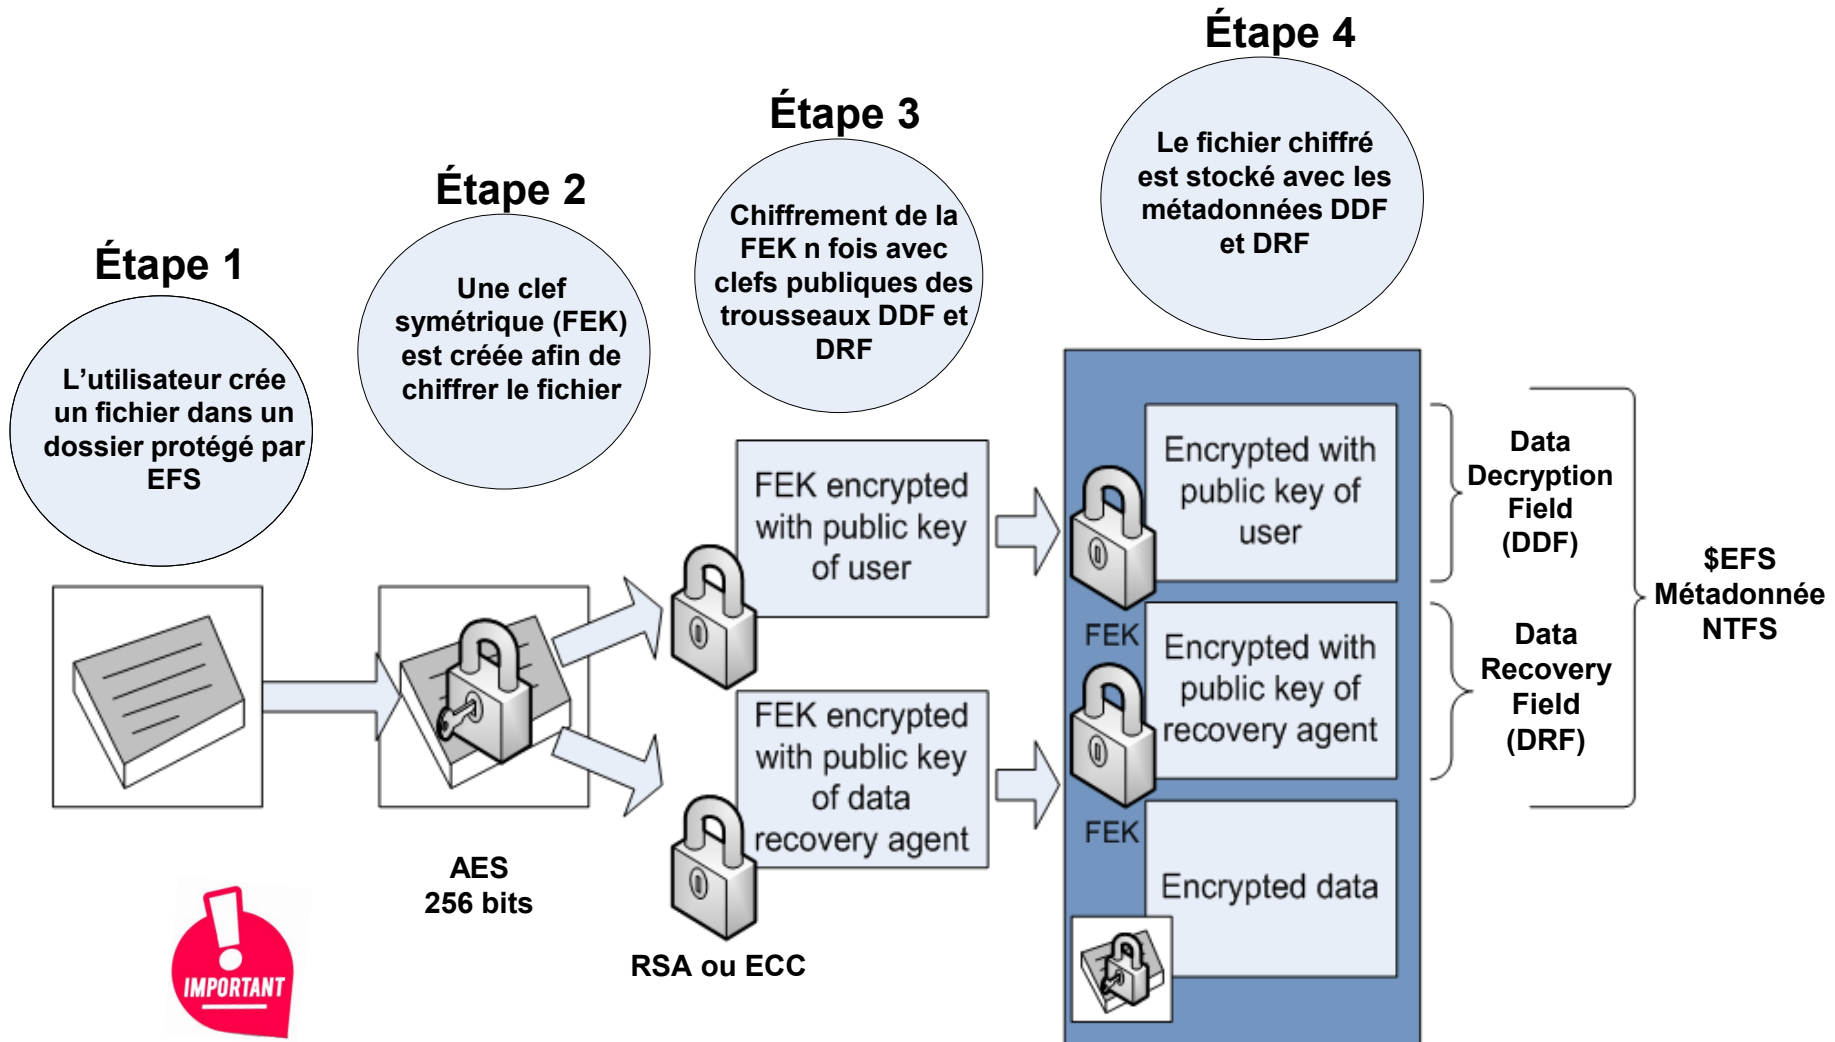 Étape 1
L'utilisateur crée
un fichier dans un
dossier protégé par
EFS
Étape 2
Une clef
symétrique (FEK)
est créée afin de
chiffrer le fichier
AES
256 bits
Étape 3
Chiffrement de la
FEK n fois avec
clefs publiques des
trousseaux DDF et
DRF
FEK encrypted
with public key
of user
FEK encrypted
with public key
of data
recovery agent
RSA ou ECC
Étape 4
Le fichier chiffré
est stocké avec les
métadonnées DDF
et DRF
Encrypted with
public key of
user
FEK
Encrypted with
public key of
recovery agent
FEK
Encrypted data
Data
Decryption
Field
(DDF)
Data
Recovery
Field
(DRF)
$EFS
Métadonnée
NTFS
IMPORTANT